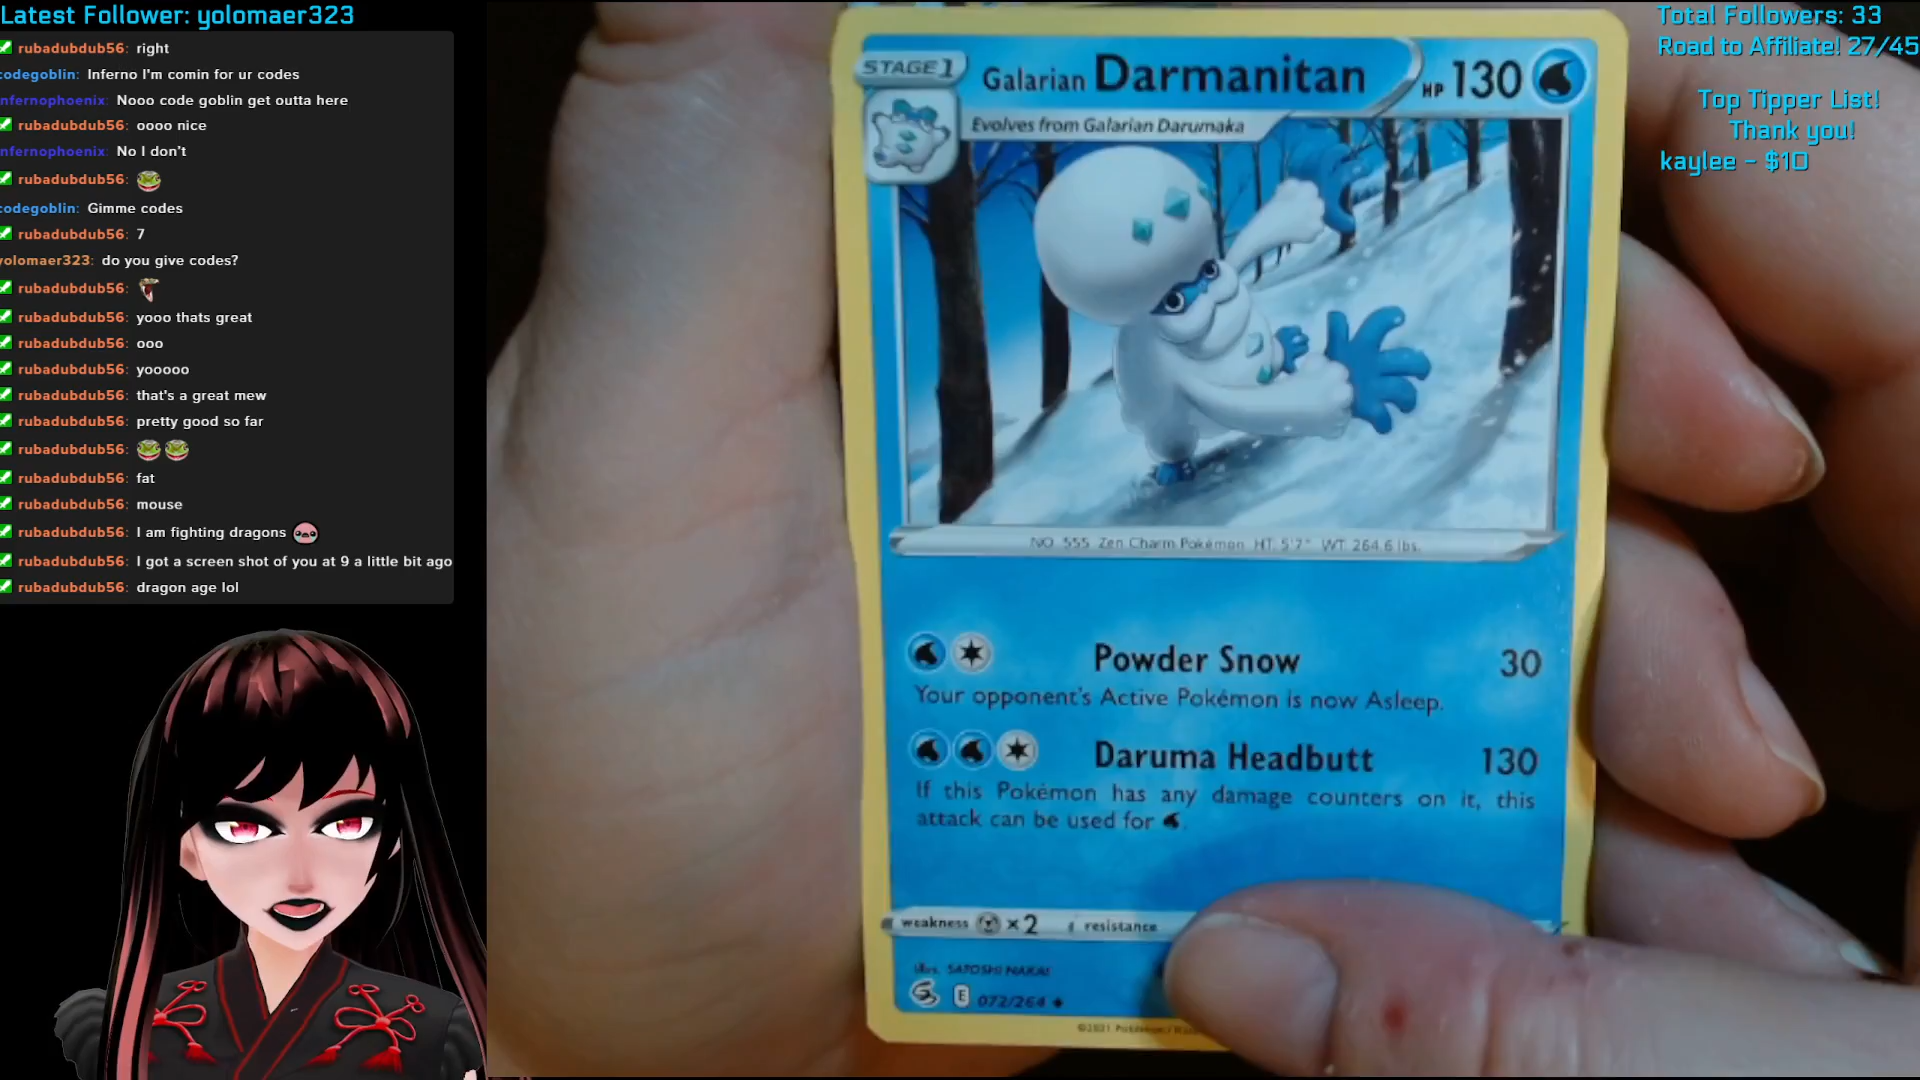 Latest Follower: yolomaer323
rubadubdub56: right
codegoblin: Inferno I'm comin for ur codes
nfernophoenix: Nooo code goblin get outta here
rubadubdub56: oooo nice
nfernophoenix: No I don't
rubadubdub56:
codegoblin: Gimme codes
rubadubdub56: 7
yolomaer323: do you give codes?
rubadubdub56:
rubadubdub56: yooo thats great
rubadubdub56: ooo
rubadubdub56: yooooo
rubadubdub56: that's a great mew
rubadubdub56: pretty good so far
rubadubdub56:
rubadubdub56: fat
rubadubdub56: mouse
rubadubdub56: I am fighting dragons
rubadubdub56: I got a screen shot of you at 9 a little bit ago
rubadubdub56: dragon age lol
STAGE 1
Galarian Darmanitan HP 130
Evolves from Galarian Darumaka
NO. 555 Zen Charm Pokémon HT: 5'7" WT: 264.6 lbs.
Powder Snow 30
Your opponent's Active Pokémon is now Asleep.
Daruma Headbutt 130
If this Pokémon has any damage counters on it, this
attack can be used for
weakness ×2 resistance
Illus. SATOSHI NAKAI
E 072/264
©2021 Pokémon
Total Followers: 33
Road to Affiliate! 27/45
Top Tipper List!
Thank you!
kaylee - $10